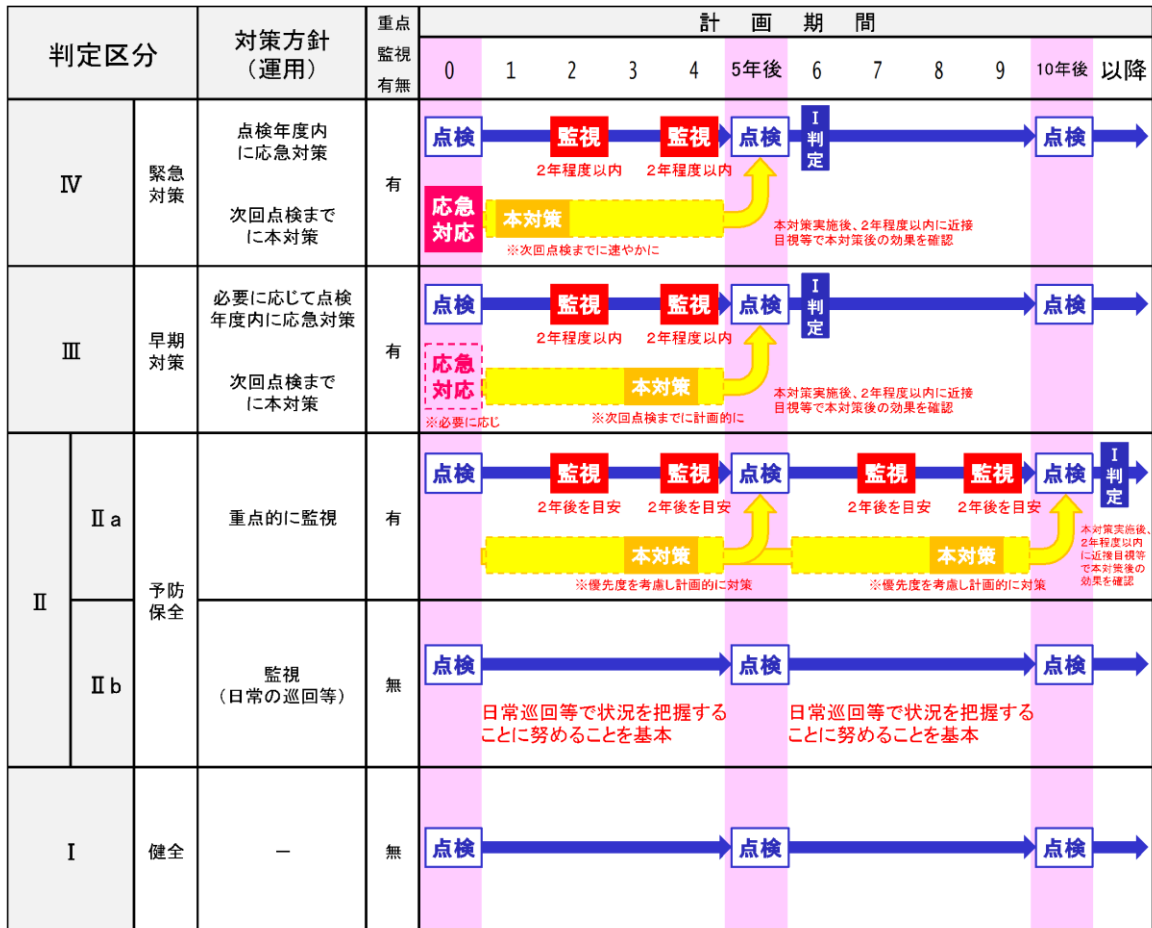 判定区分
対策方針
（運用）
重点
監視
有無
計　画　期　間
0 1 2 3 4 5年後 6 7 8 9 10年後 以降
Ⅳ
緊急
対策
点検年度内
に応急対策
次回点検まで
に本対策
有
点検 監視 監視 点検 Ⅰ判定 点検
2年程度以内 2年程度以内
応急
対応
本対策
※次回点検までに速やかに
本対策実施後、2年程度以内に近接
目視等で本対策後の効果を確認
Ⅲ
早期
対策
必要に応じて点検
年度内に応急対策
次回点検まで
に本対策
有
点検 監視 監視 点検 Ⅰ判定 点検
2年程度以内 2年程度以内
応急
対応
※必要に応じ
本対策
※次回点検までに計画的に
本対策実施後、2年程度以内に近接
目視等で本対策後の効果を確認
Ⅱ
予防
保全
Ⅱa
重点的に監視
有
点検 監視 監視 点検 監視 監視 点検 Ⅰ判定
2年後を目安 2年後を目安 2年後を目安 2年後を目安
本対策 本対策
※優先度を考慮し計画的に対策 ※優先度を考慮し計画的に対策
本対策実施後、
2年程度以内
に近接目視等
で本対策後の
効果を確認
Ⅱb
監視
（日常の巡回等）
無
点検 点検 点検
日常巡回等で状況を把握する
ことに努めることを基本
日常巡回等で状況を把握する
ことに努めることを基本
Ⅰ
健全
－
無
点検 点検 点検